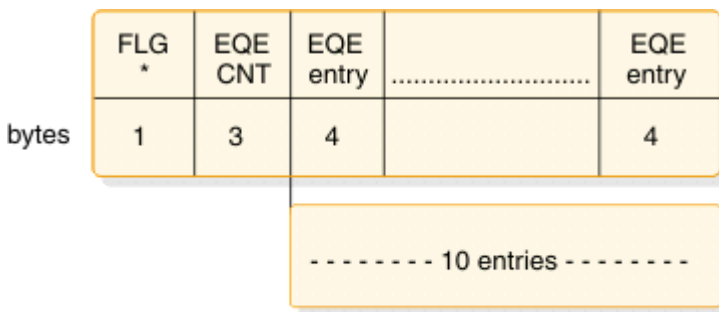 FLG
*
EQE
CNT
EQE
entry
...........................
EQE
entry
bytes
1
3
4
4
- - - - - - - - 10 entries - - - - - - - -